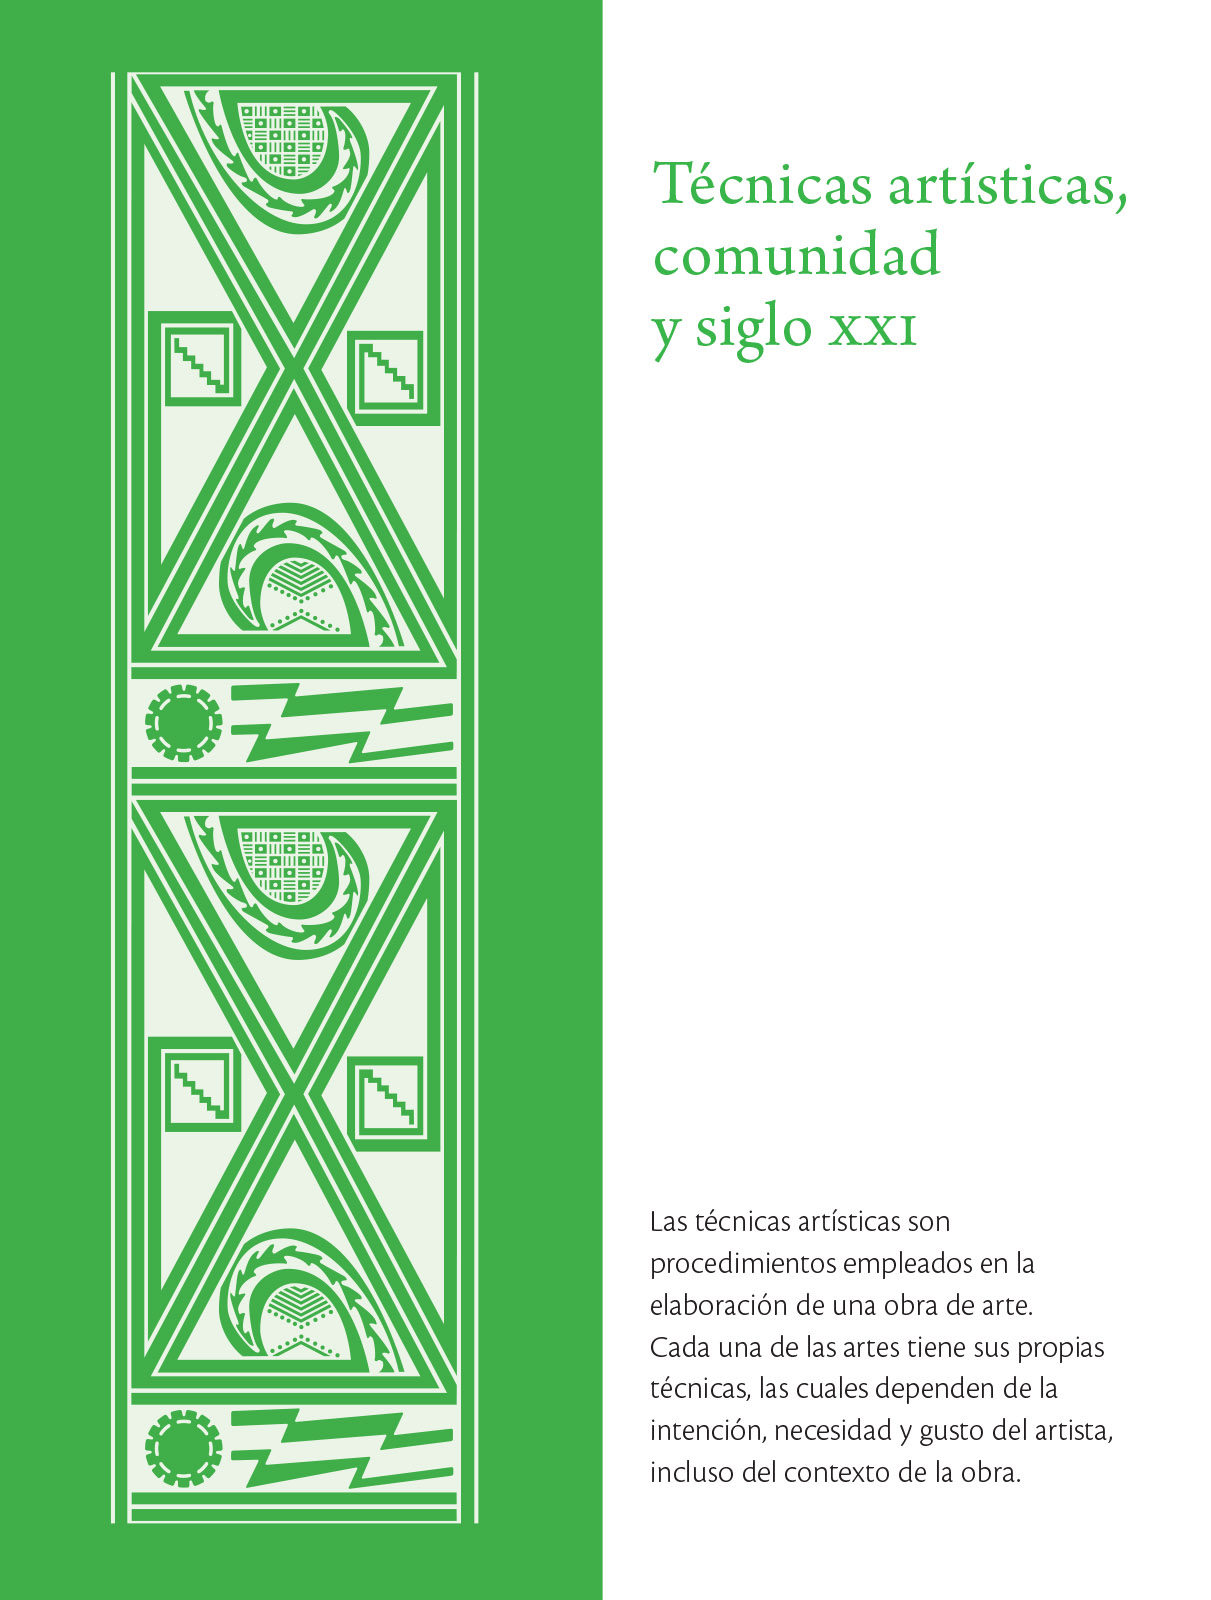 Técnicas artísticas,
comunidad
y siglo XXI
Las técnicas artísticas son
procedimientos empleados en la
elaboración de una obra de arte.
Cada una de las artes tiene sus propias
técnicas, las cuales dependen de la
intención, necesidad y gusto del artista,
incluso del contexto de la obra.